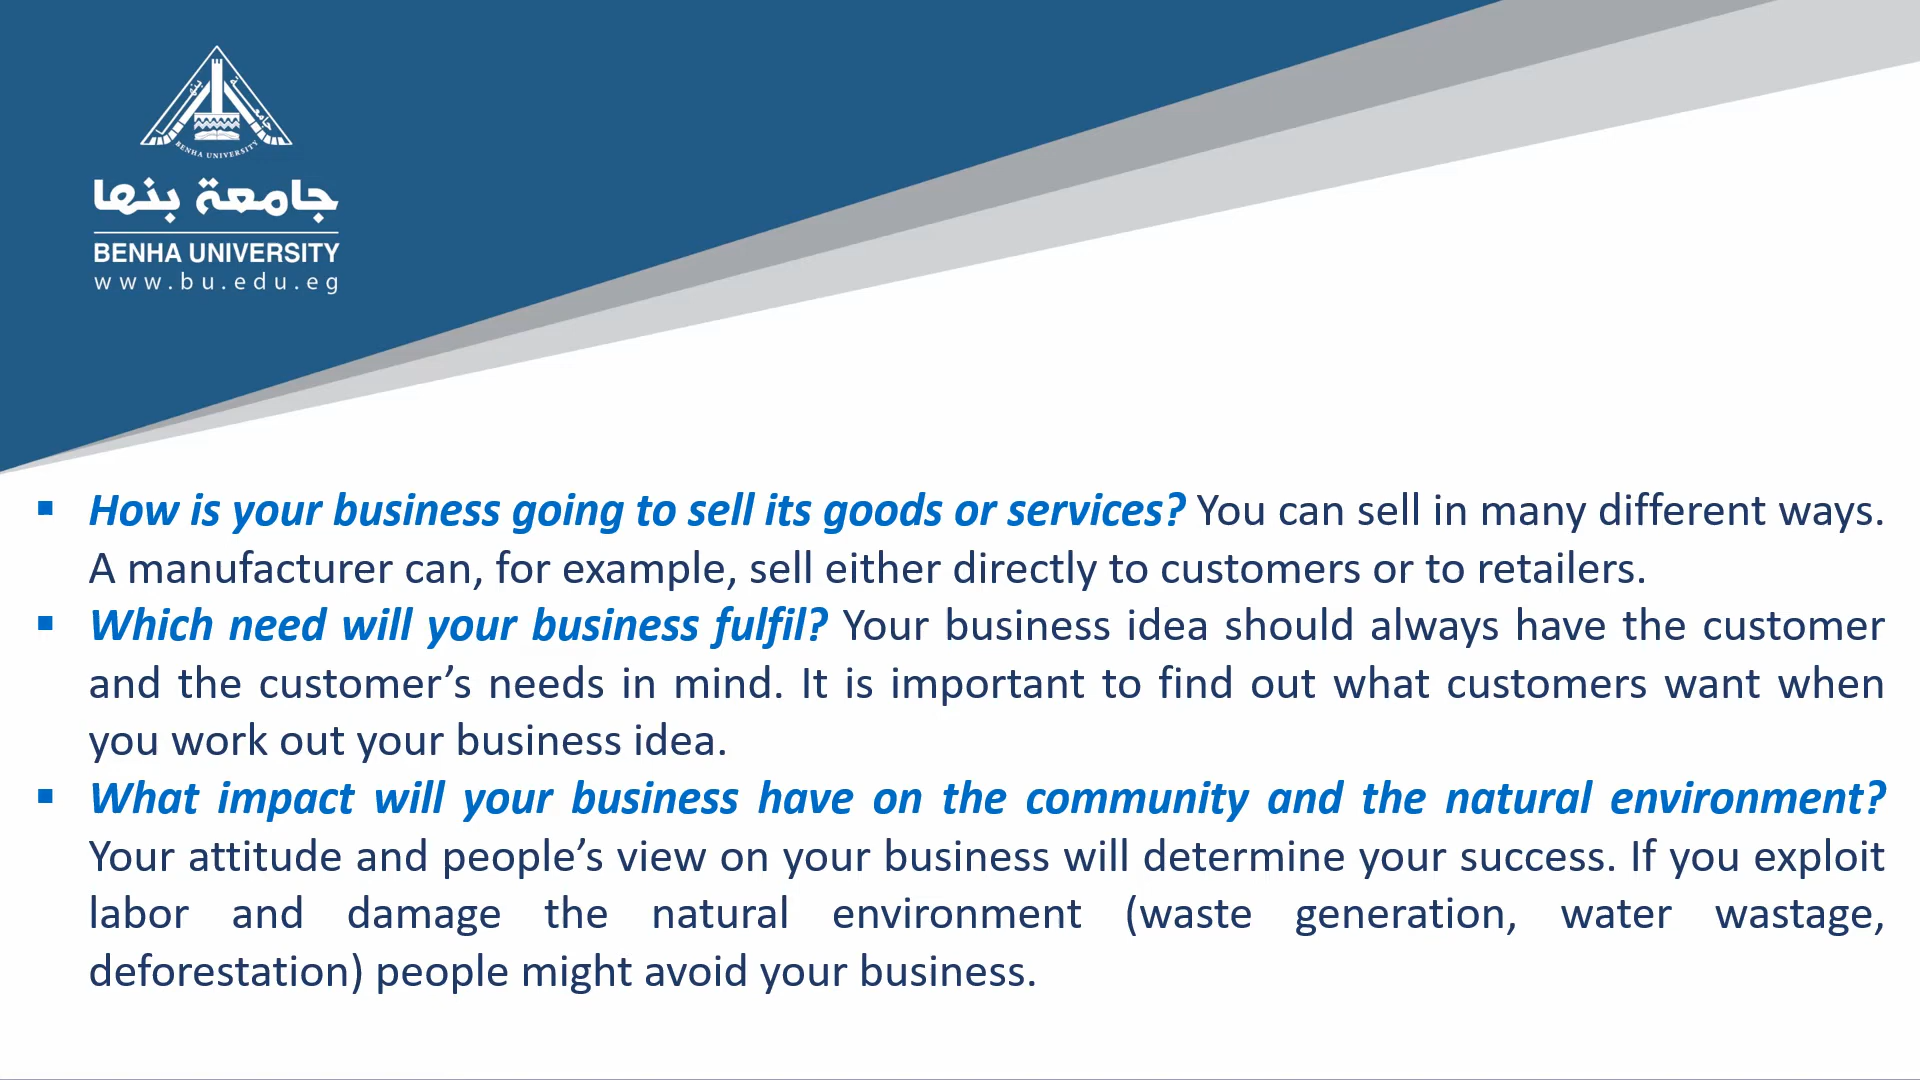 BENHA UNIVERSITY
جامعة بنها
BENHA UNIVERSITY
www.bu.edu.eg
▪ How is your business going to sell its goods or services? You can sell in many different ways.
A manufacturer can, for example, sell either directly to customers or to retailers.
▪ Which need will your business fulfil? Your business idea should always have the customer
and the customer’s needs in mind. It is important to find out what customers want when
you work out your business idea.
▪ What impact will your business have on the community and the natural environment?
Your attitude and people’s view on your business will determine your success. If you exploit
labor and damage the natural environment (waste generation, water wastage,
deforestation) people might avoid your business.